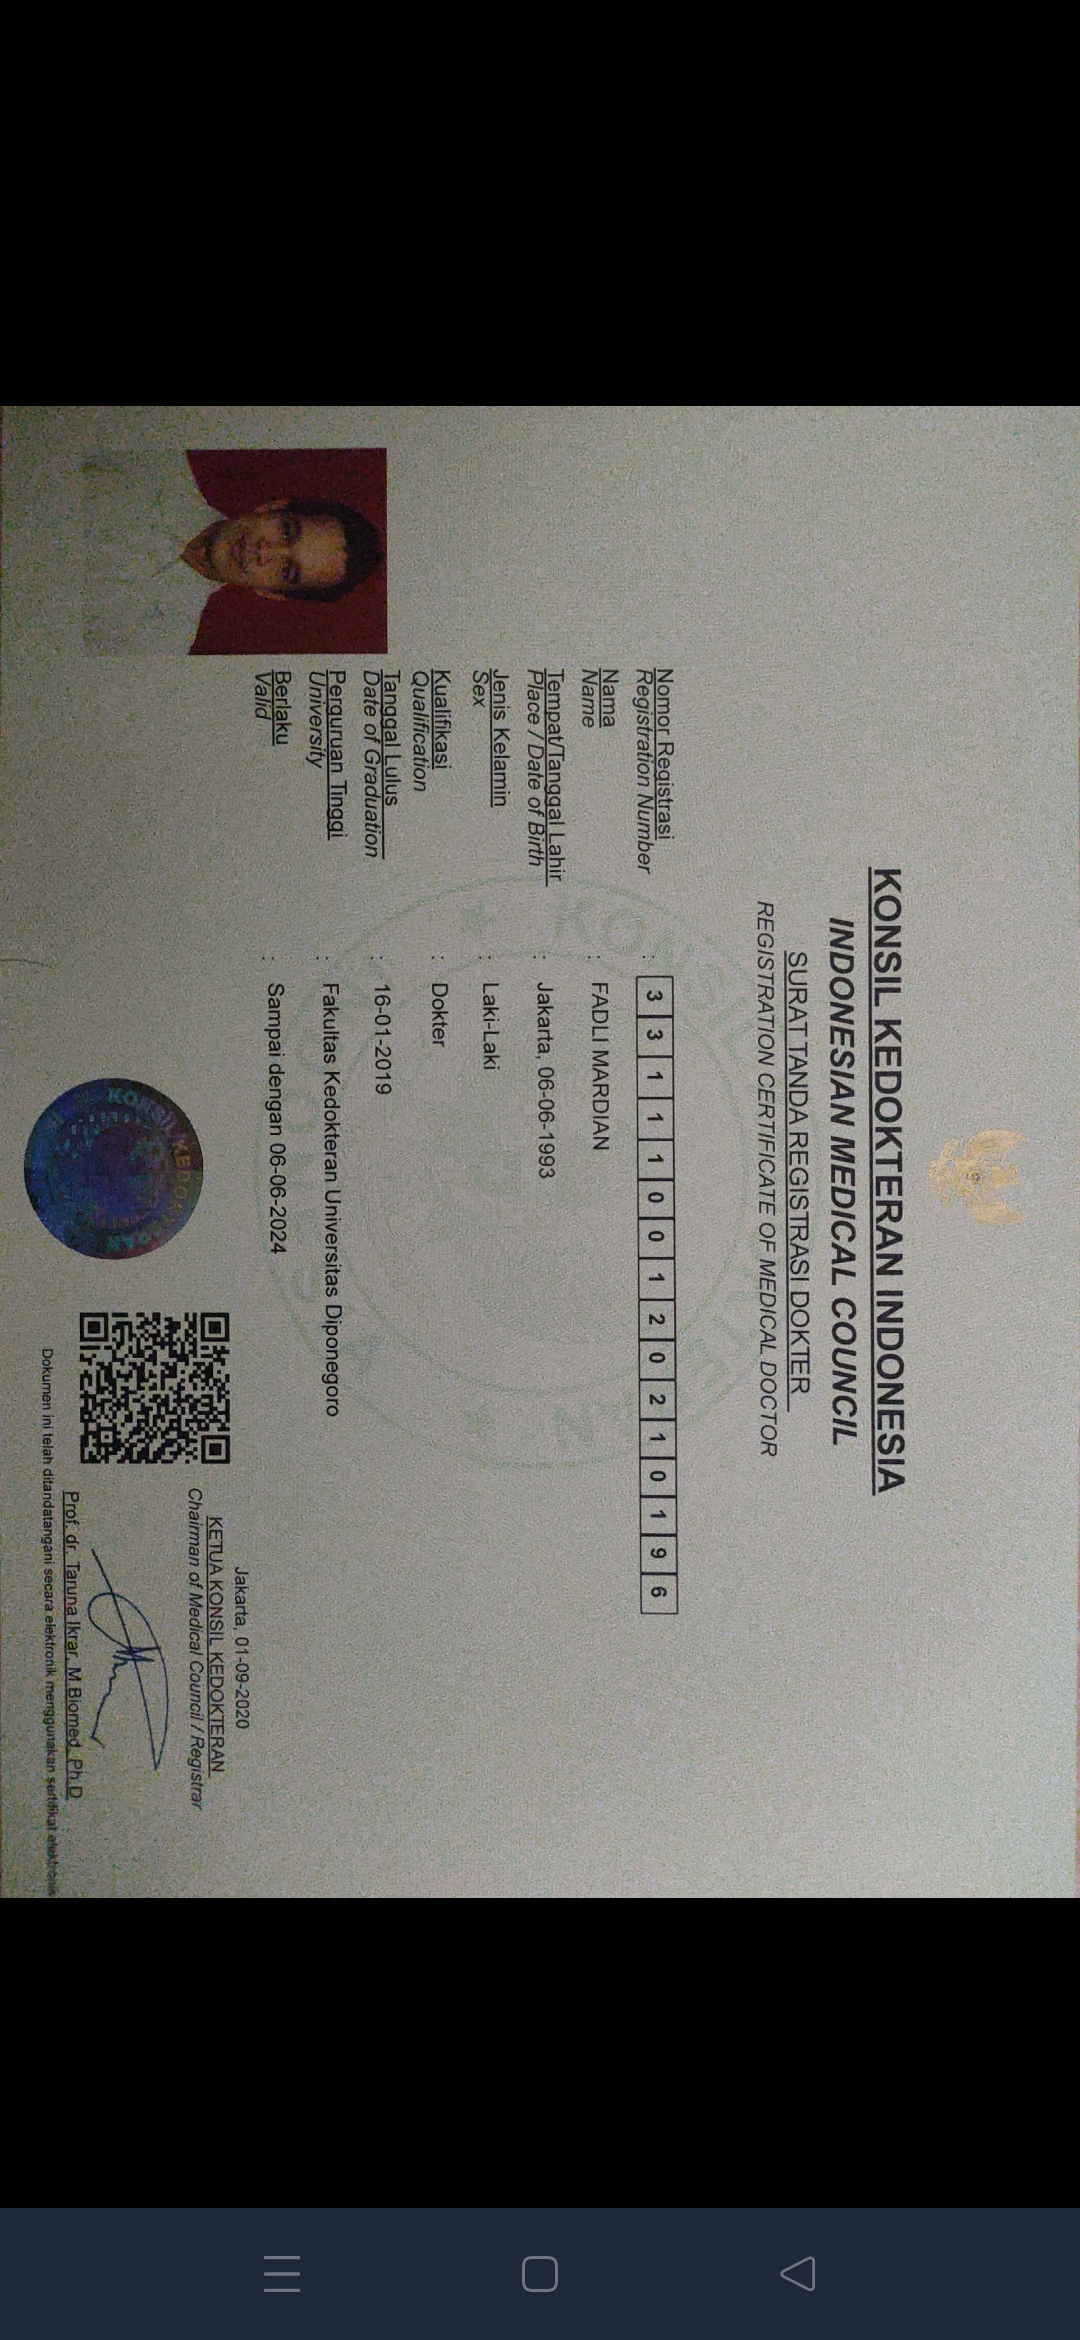 KONSIL KEDOKTERAN INDONESIA
INDONESIAN MEDICAL COUNCIL
SURAT TANDA REGISTRASI DOKTER
REGISTRATION CERTIFICATE OF MEDICAL DOCTOR
Nomor Registrasi : 3 3 1 1 1 0 0 1 2 0 2 1 0 1 9 6
Registration Number
Nama : FADLI MARDIAN
Name
Tempat/Tanggal Lahir : Jakarta, 06-06-1993
Place / Date of Birth
Jenis Kelamin : Laki-Laki
Sex
Kualifikasi : Dokter
Qualification
Tanggal Lulus : 16-01-2019
Date of Graduation
Perguruan Tinggi : Fakultas Kedokteran Universitas Diponegoro
University
Berlaku : Sampai dengan 06-06-2024
Valid
Jakarta, 01-09-2020
KETUA KONSIL KEDOKTERAN
Chairman of Medical Council / Registrar
Prof. dr. Taruna Ikrar, M.Biomed, Ph.D
Dokumen ini telah ditandatangani secara elektronik menggunakan sertifikat elektronik
KONSIL KEDOKTERAN